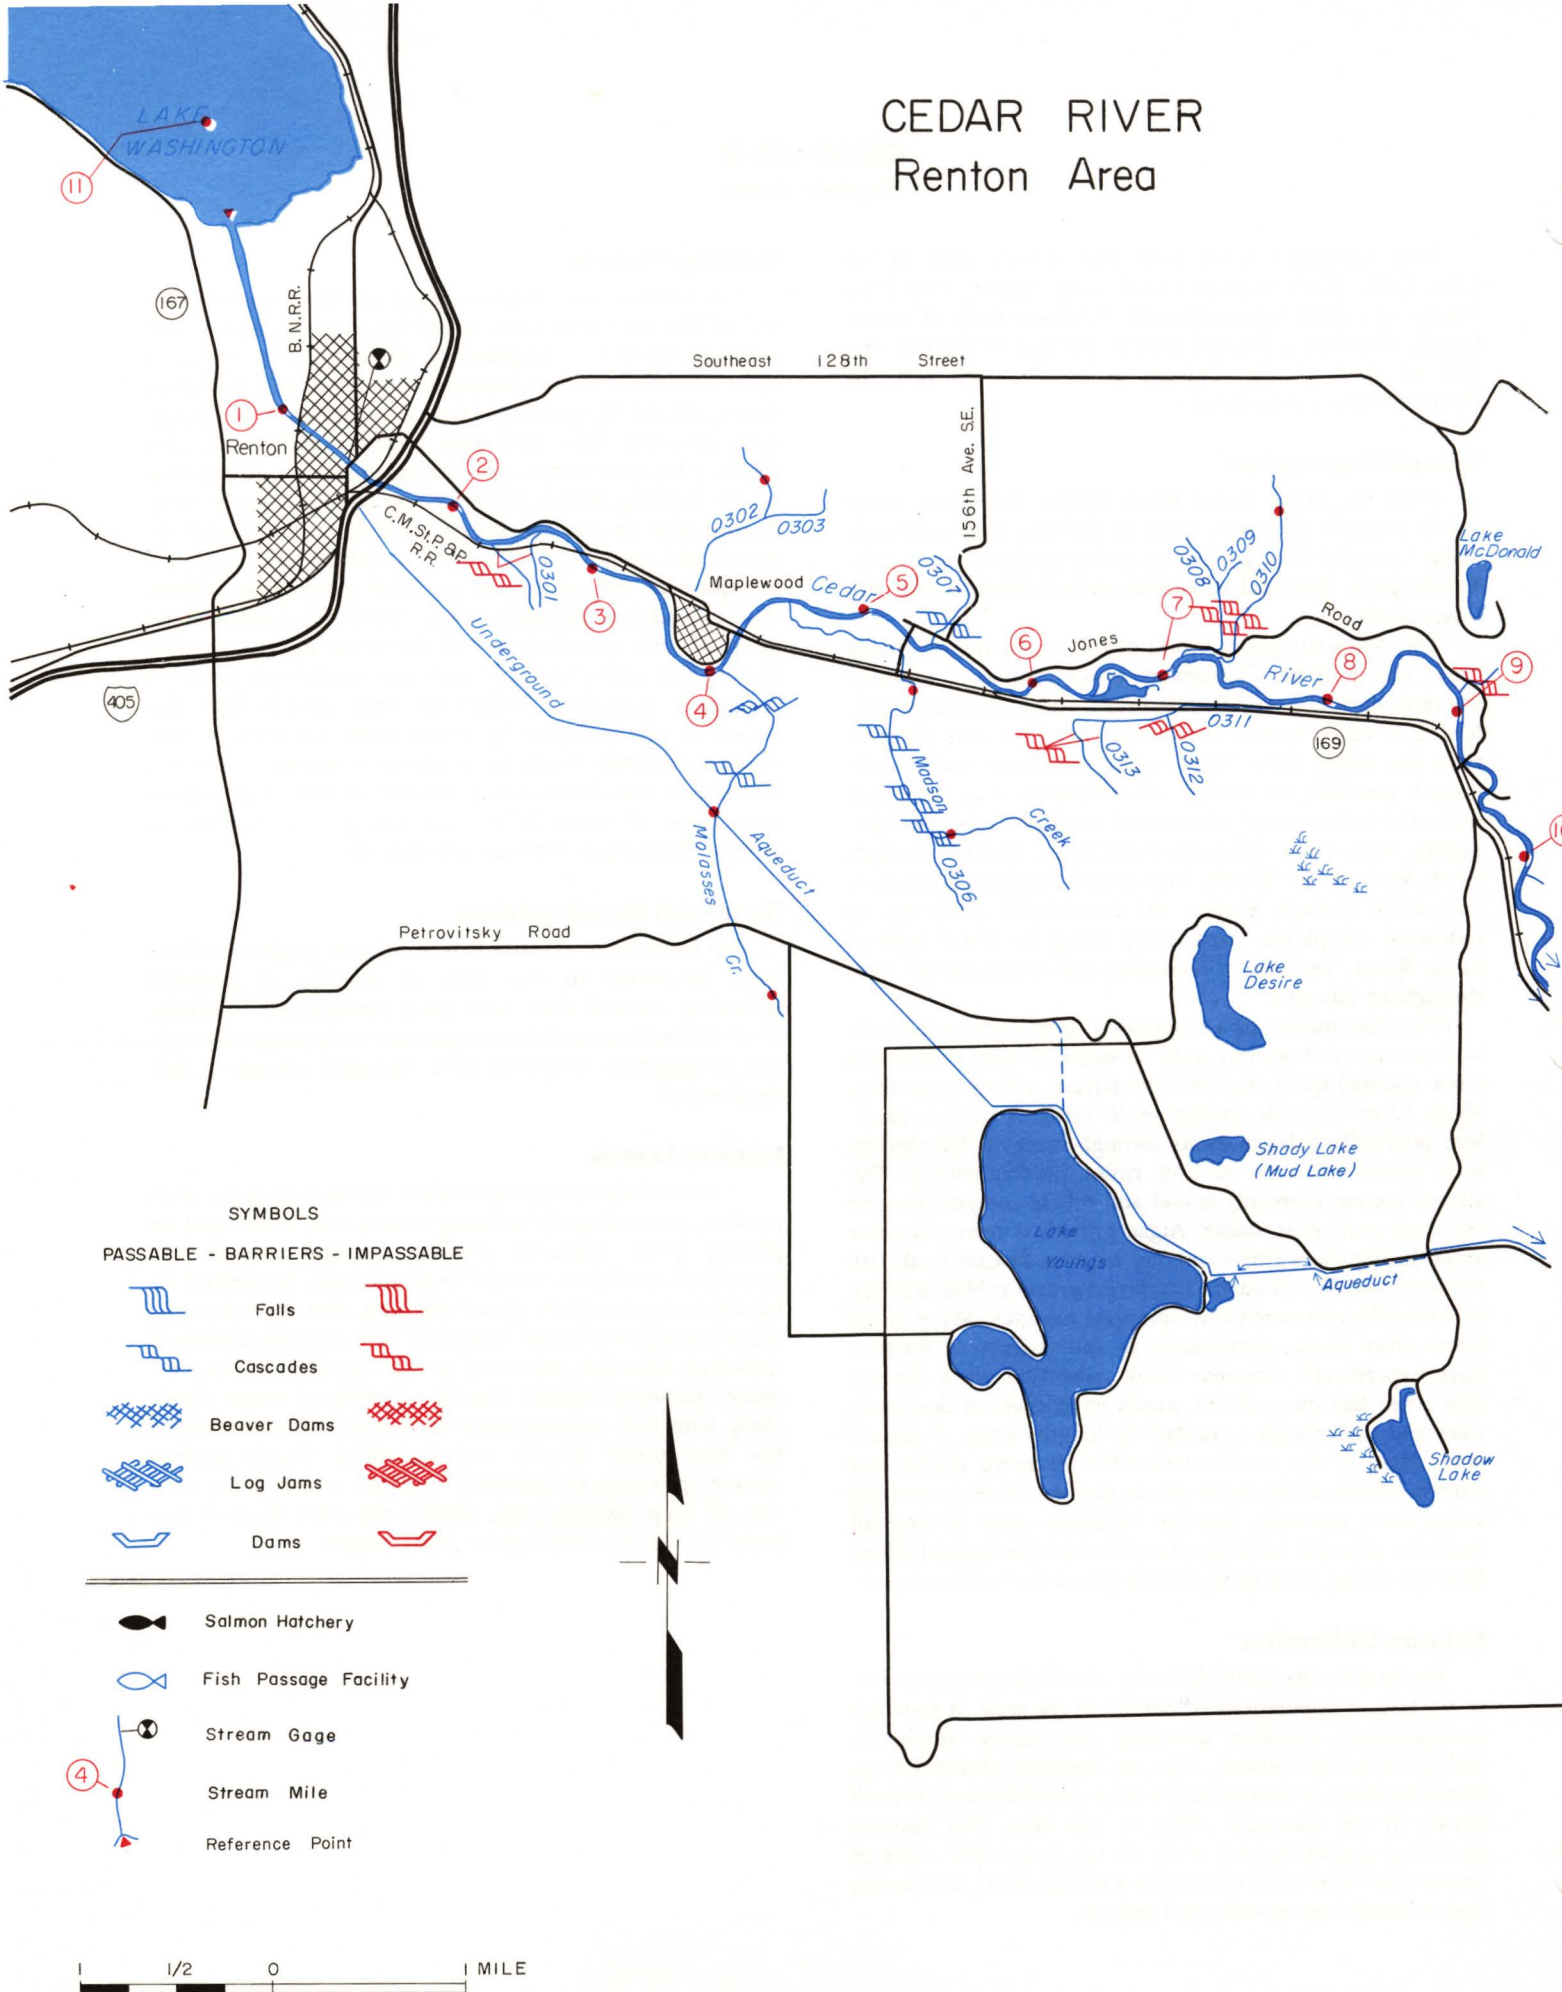 CEDAR RIVER
Renton Area
LAKE
WASHINGTON
11
167
B.N.R.R.
1
Renton
2
Southeast 128th Street
156th Ave. S.E.
C.M.St.P.&P.
R.R.
0301
3
0302
0303
Maplewood
Cedar
5
0307
4
6
Jones
7
0308
0309
0310
Road
Lake
McDonald
River
8
9
0311
169
0312
0313
10
405
Underground
Aqueduct
Molasses
Cr.
Madson
Creek
0306
Petrovitsky Road
Lake
Desire
Shady Lake
(Mud Lake)
Lake
Youngs
Aqueduct
Shadow
Lake
SYMBOLS
PASSABLE - BARRIERS - IMPASSABLE
Falls
Cascades
Beaver Dams
Log Jams
Dams
Salmon Hatchery
Fish Passage Facility
Stream Gage
4
Stream Mile
Reference Point
N
1 1/2 0 1 MILE